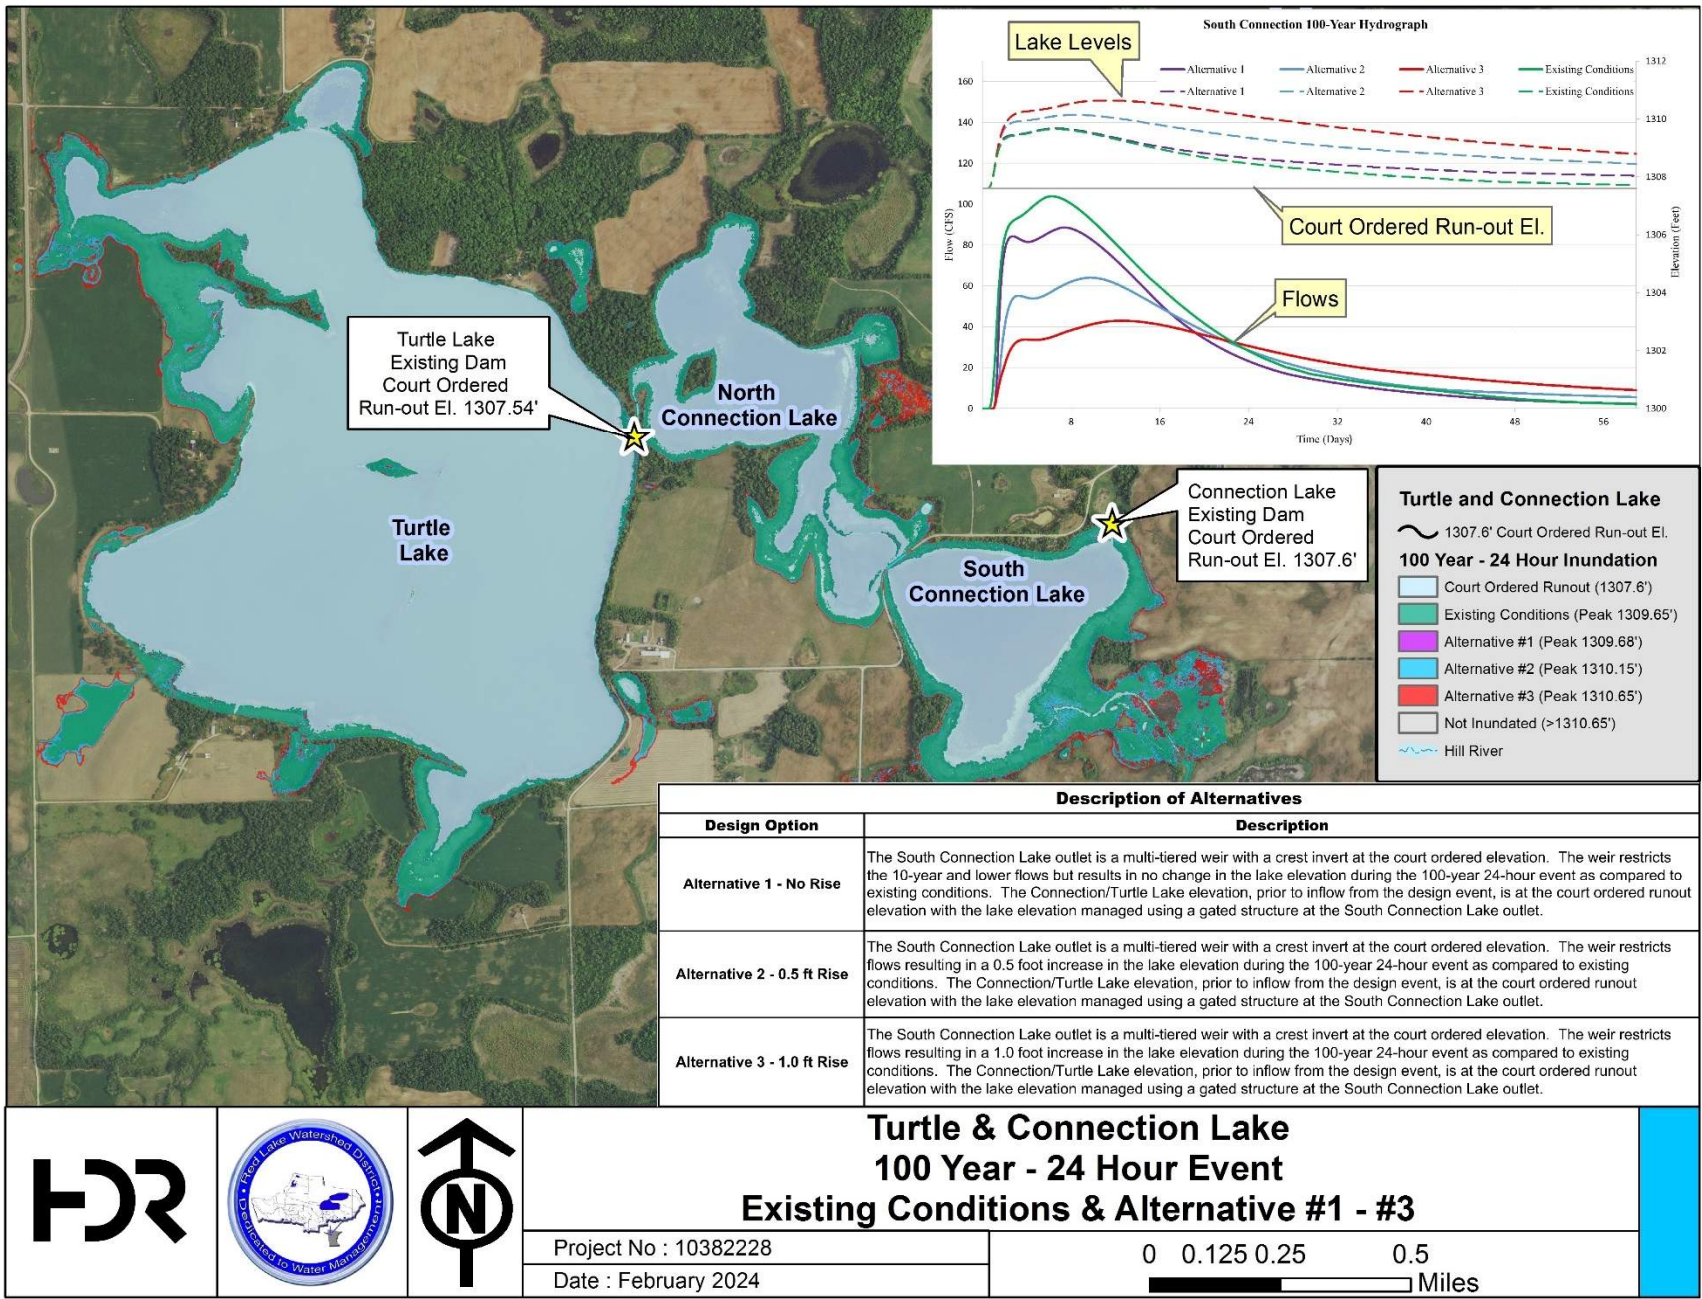 South Connection 100-Year Hydrograph
Lake Levels
Alternative 1
Alternative 2
Alternative 3
Existing Conditions
Alternative 1
Alternative 2
Alternative 3
Existing Conditions
160
140
120
100
80
60
40
20
0
Flow (CFS)
1312
1310
1308
1306
1304
1302
1300
Elevation (Feet)
8
16
24
32
40
48
56
Time (Days)
Court Ordered Run-out El.
Flows
Turtle Lake
Existing Dam
Court Ordered
Run-out El. 1307.54'
North
Connection Lake
Turtle
Lake
South
Connection Lake
Connection Lake
Existing Dam
Court Ordered
Run-out El. 1307.6'
Turtle and Connection Lake
1307.6' Court Ordered Run-out El.
100 Year - 24 Hour Inundation
Court Ordered Runout (1307.6')
Existing Conditions (Peak 1309.65')
Alternative #1 (Peak 1309.68')
Alternative #2 (Peak 1310.15')
Alternative #3 (Peak 1310.65')
Not Inundated (>1310.65')
Hill River
Description of Alternatives
Design Option
Description
Alternative 1 - No Rise
The South Connection Lake outlet is a multi-tiered weir with a crest invert at the court ordered elevation. The weir restricts
the 10-year and lower flows but results in no change in the lake elevation during the 100-year 24-hour event as compared to
existing conditions. The Connection/Turtle Lake elevation, prior to inflow from the design event, is at the court ordered runout
elevation with the lake elevation managed using a gated structure at the South Connection Lake outlet.
Alternative 2 - 0.5 ft Rise
The South Connection Lake outlet is a multi-tiered weir with a crest invert at the court ordered elevation. The weir restricts
flows resulting in a 0.5 foot increase in the lake elevation during the 100-year 24-hour event as compared to existing
conditions. The Connection/Turtle Lake elevation, prior to inflow from the design event, is at the court ordered runout
elevation with the lake elevation managed using a gated structure at the South Connection Lake outlet.
Alternative 3 - 1.0 ft Rise
The South Connection Lake outlet is a multi-tiered weir with a crest invert at the court ordered elevation. The weir restricts
flows resulting in a 1.0 foot increase in the lake elevation during the 100-year 24-hour event as compared to existing
conditions. The Connection/Turtle Lake elevation, prior to inflow from the design event, is at the court ordered runout
elevation with the lake elevation managed using a gated structure at the South Connection Lake outlet.
HDR
Red Lake Watershed District
Dedicated to Water Management
N
Turtle & Connection Lake
100 Year - 24 Hour Event
Existing Conditions & Alternative #1 - #3
Project No : 10382228
Date : February 2024
0 0.125 0.25 0.5
Miles